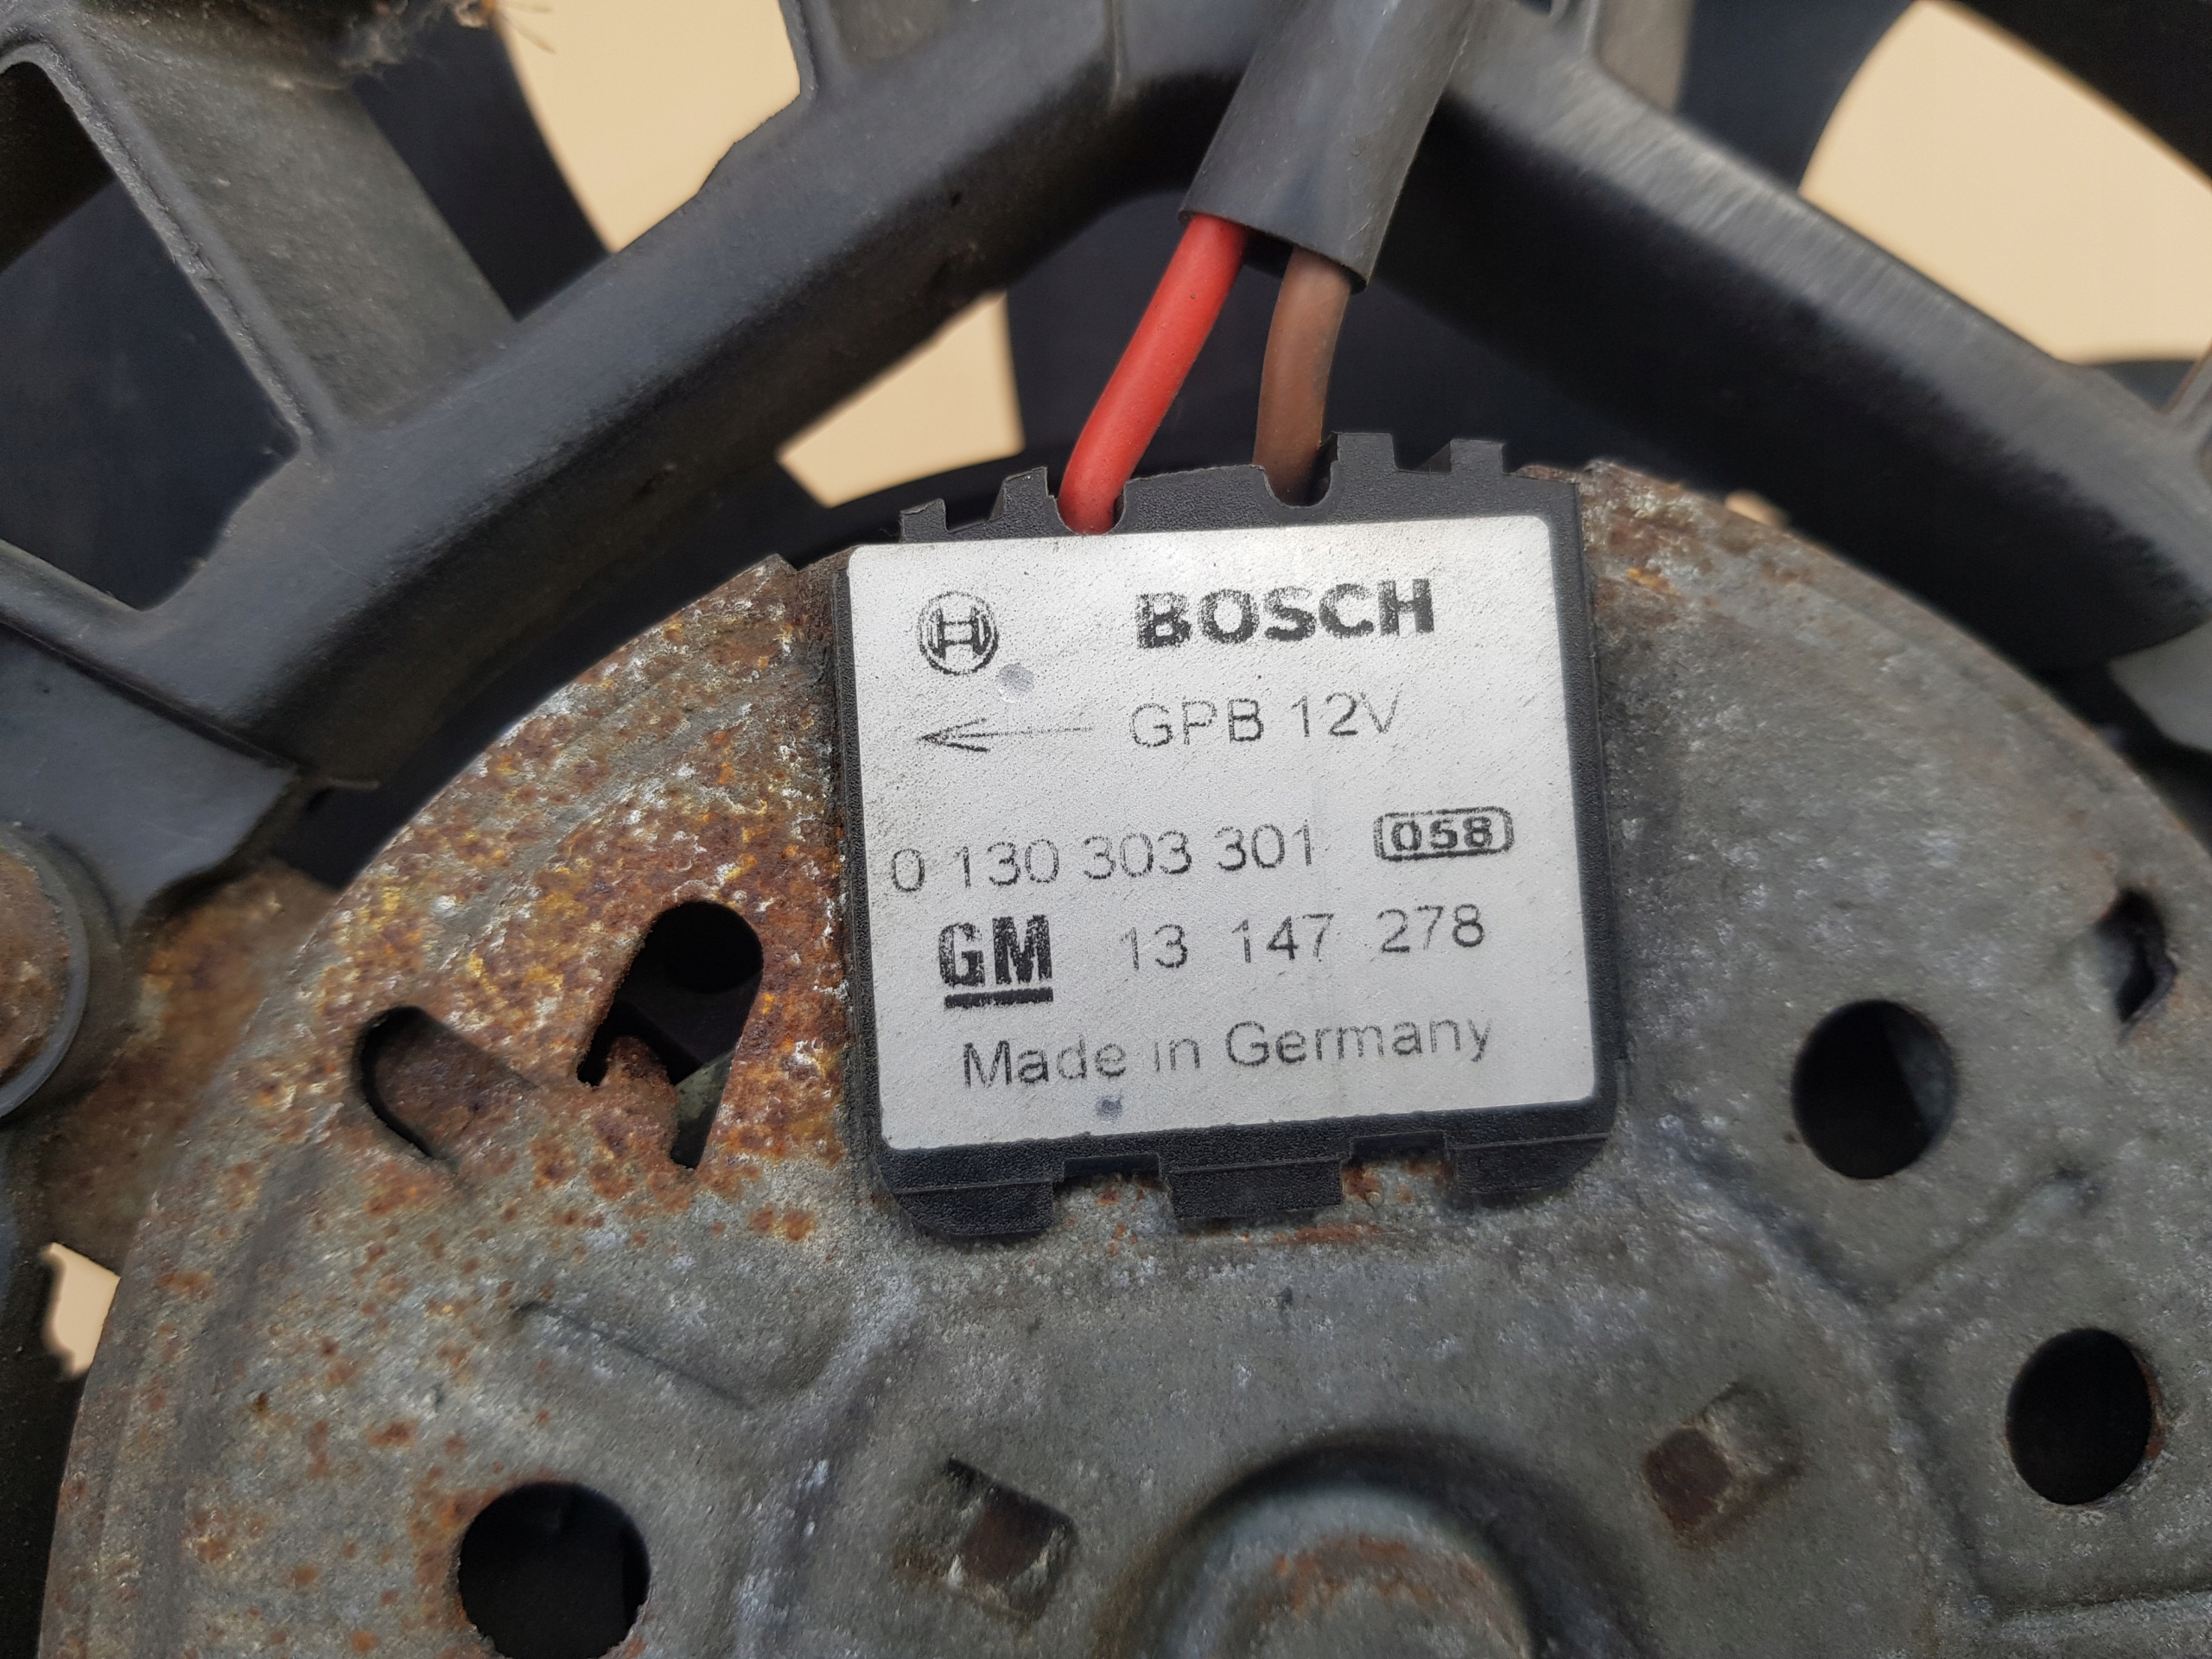 BOSCH
GPB 12V
0 130 303 301 058
GM 13 147 278
Made in Germany